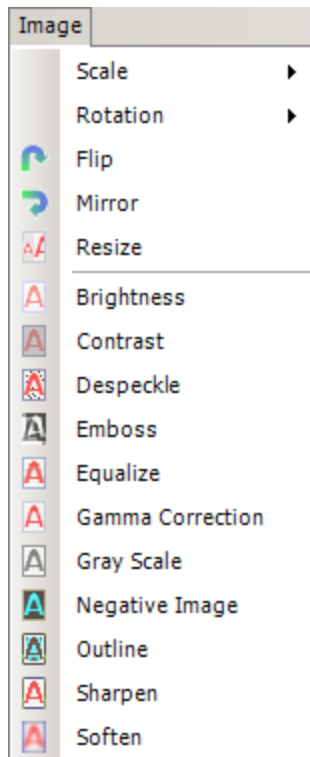 Image
Scale
Rotation
Flip
Mirror
Resize
Brightness
Contrast
Despeckle
Emboss
Equalize
Gamma Correction
Gray Scale
Negative Image
Outline
Sharpen
Soften